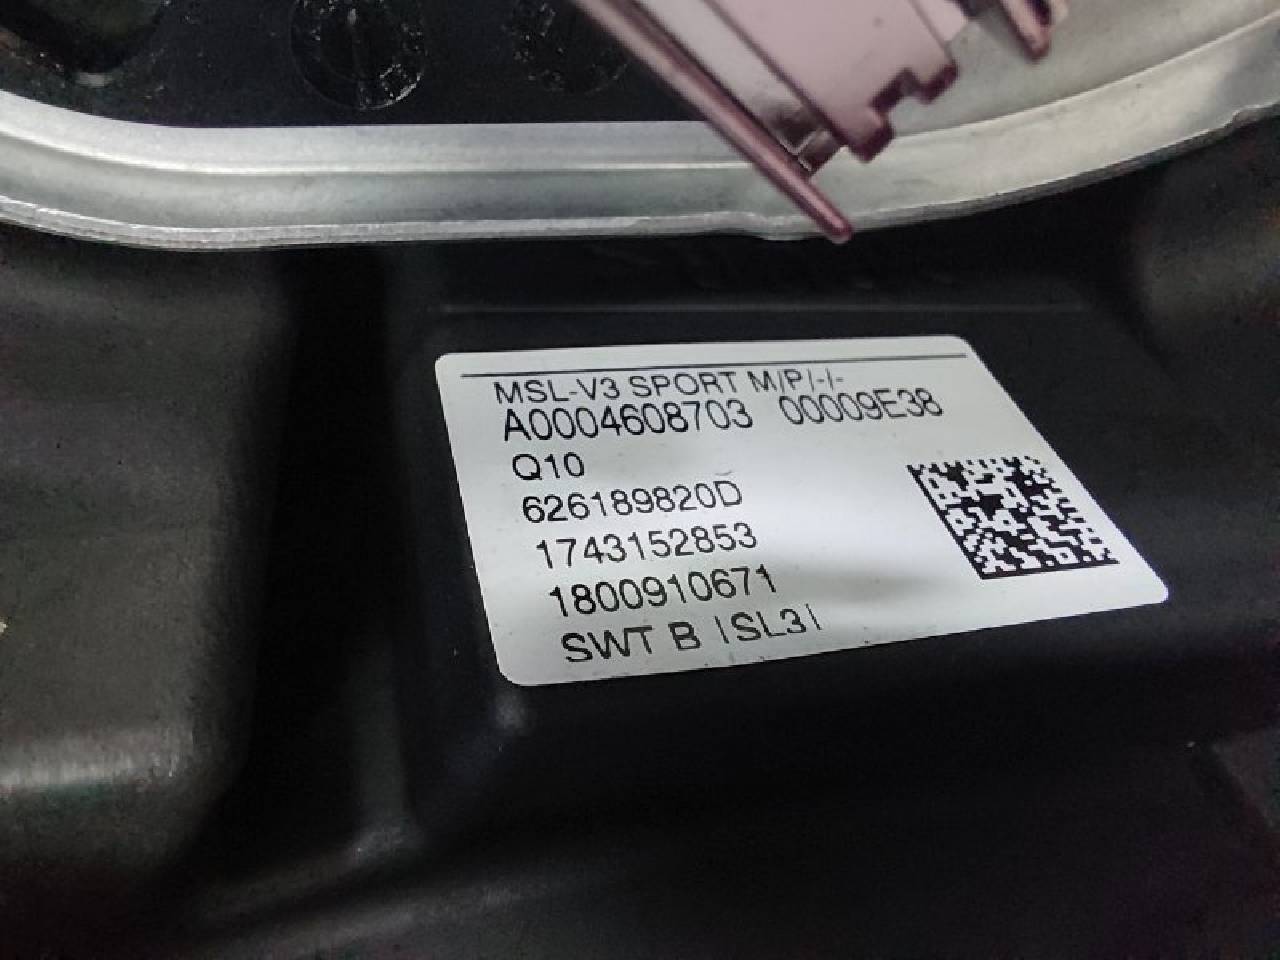 MSL-V3 SPORT M/P/-/-
A0004608703 00009E38
Q10
626189820D
1743152853
1800910671
SWT B |SL3|